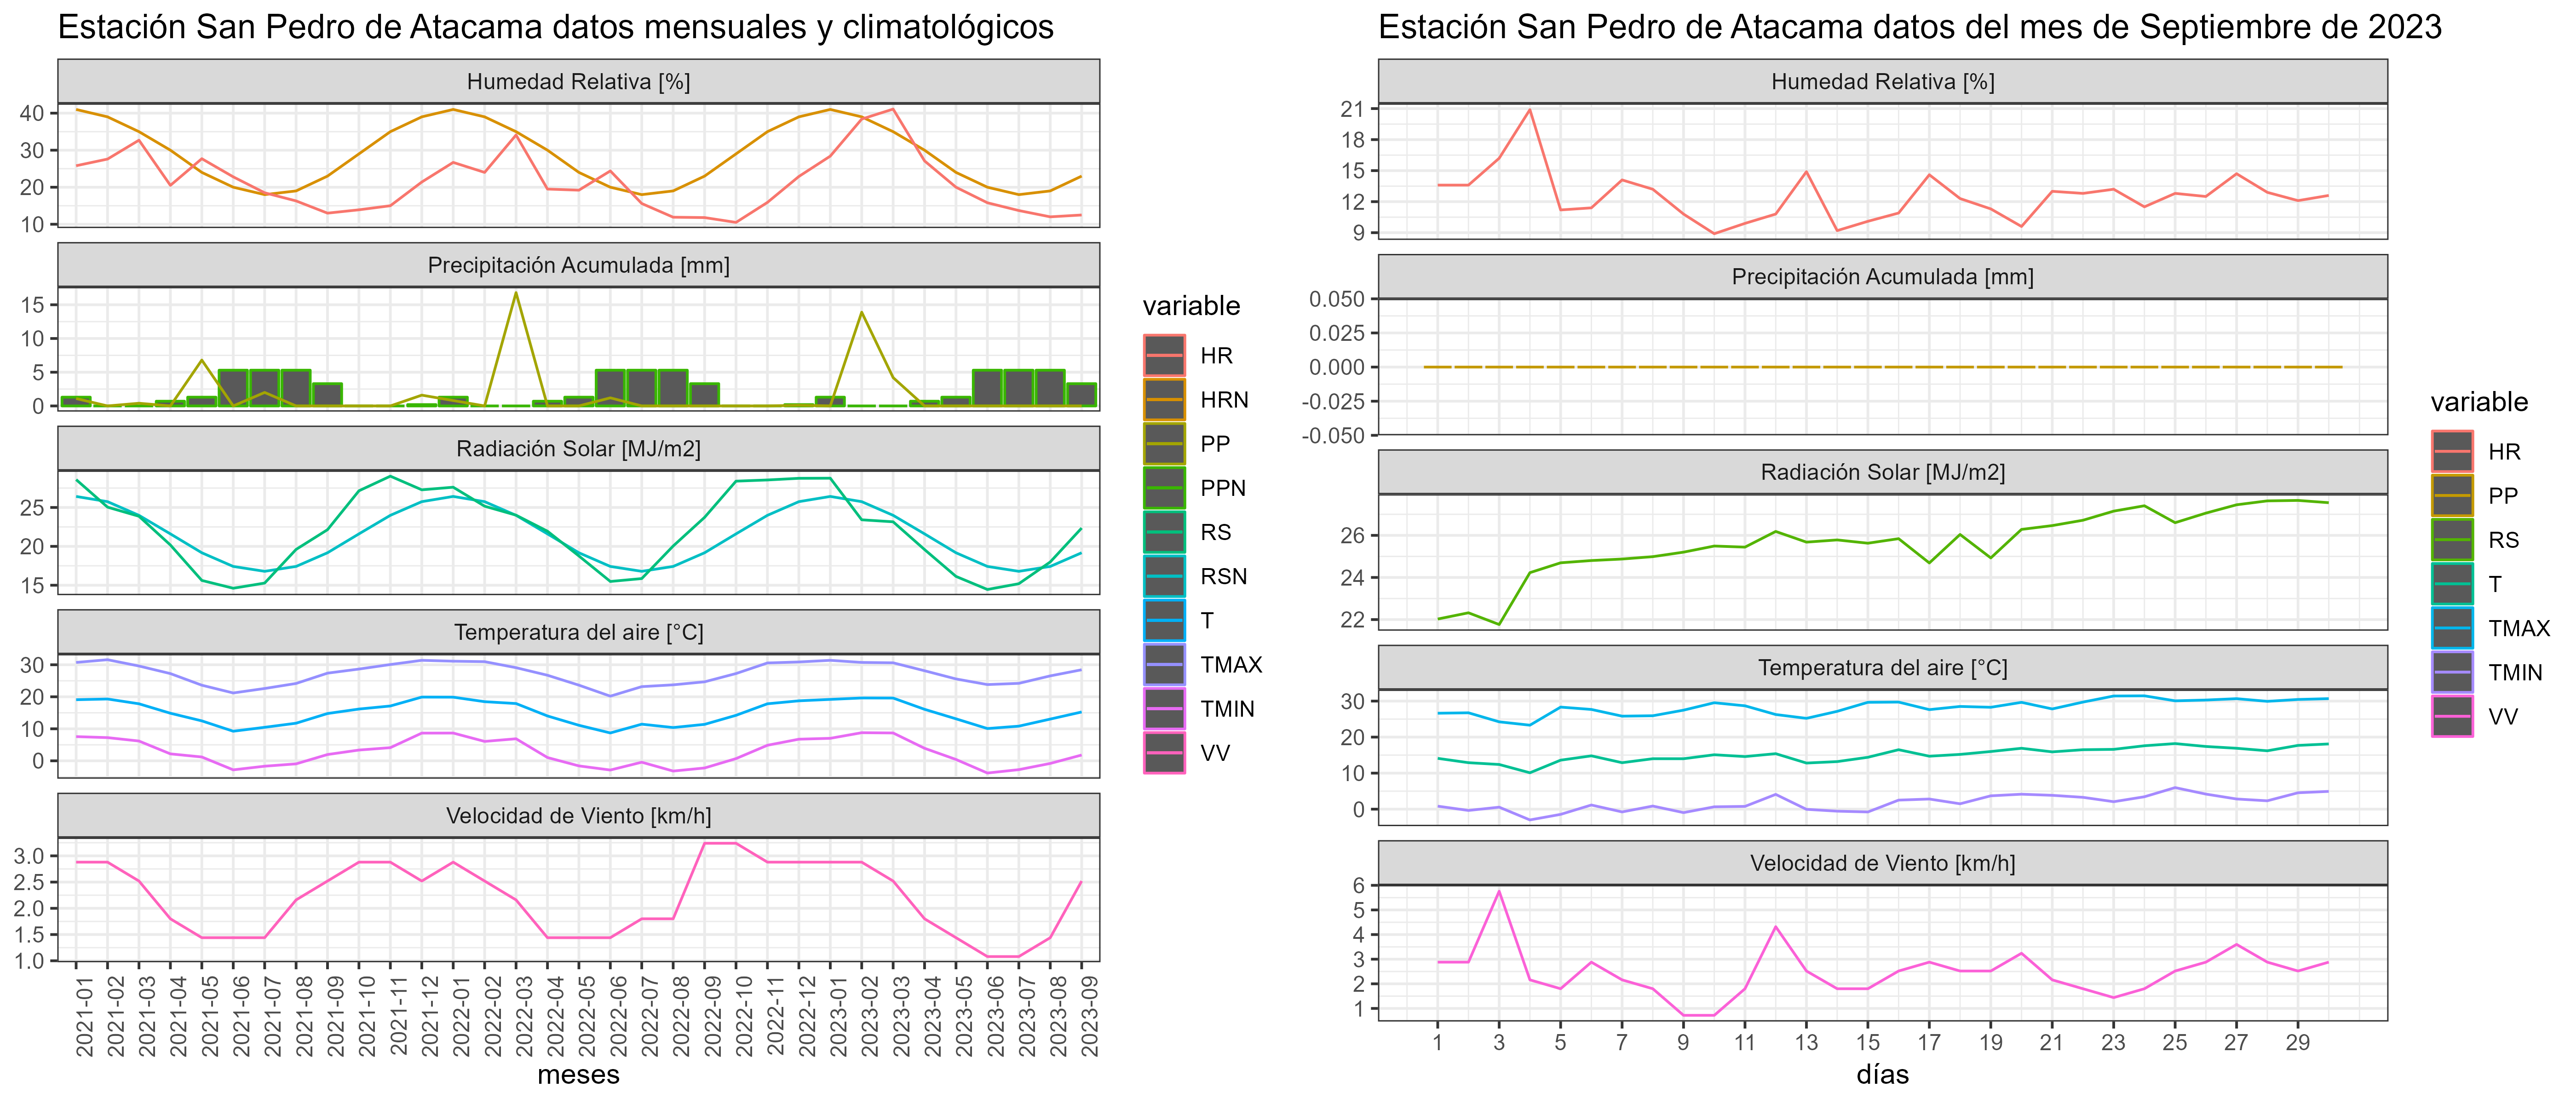 Estación San Pedro de Atacama datos mensuales y climatológicos
Humedad Relativa [%]
40
30
20
10
Precipitación Acumulada [mm]
15
10
5
0
Radiación Solar [MJ/m2]
25
20
15
Temperatura del aire [°C]
30
20
10
0
Velocidad de Viento [km/h]
3.0
2.5
2.0
1.5
1.0
2021-01
2021-02
2021-03
2021-04
2021-05
2021-06
2021-07
2021-08
2021-09
2021-10
2021-11
2021-12
2022-01
2022-02
2022-03
2022-04
2022-05
2022-06
2022-07
2022-08
2022-09
2022-10
2022-11
2022-12
2023-01
2023-02
2023-03
2023-04
2023-05
2023-06
2023-07
2023-08
2023-09
meses
variable
HR
HRN
PP
PPN
RS
RSN
T
TMAX
TMIN
VV
Estación San Pedro de Atacama datos del mes de Septiembre de 2023
Humedad Relativa [%]
21
18
15
12
9
Precipitación Acumulada [mm]
0.050
0.025
0.000
-0.025
-0.050
Radiación Solar [MJ/m2]
26
24
22
Temperatura del aire [°C]
30
20
10
0
Velocidad de Viento [km/h]
6
5
4
3
2
1
1 3 5 7 9 11 13 15 17 19 21 23 25 27 29
días
variable
HR
PP
RS
T
TMAX
TMIN
VV